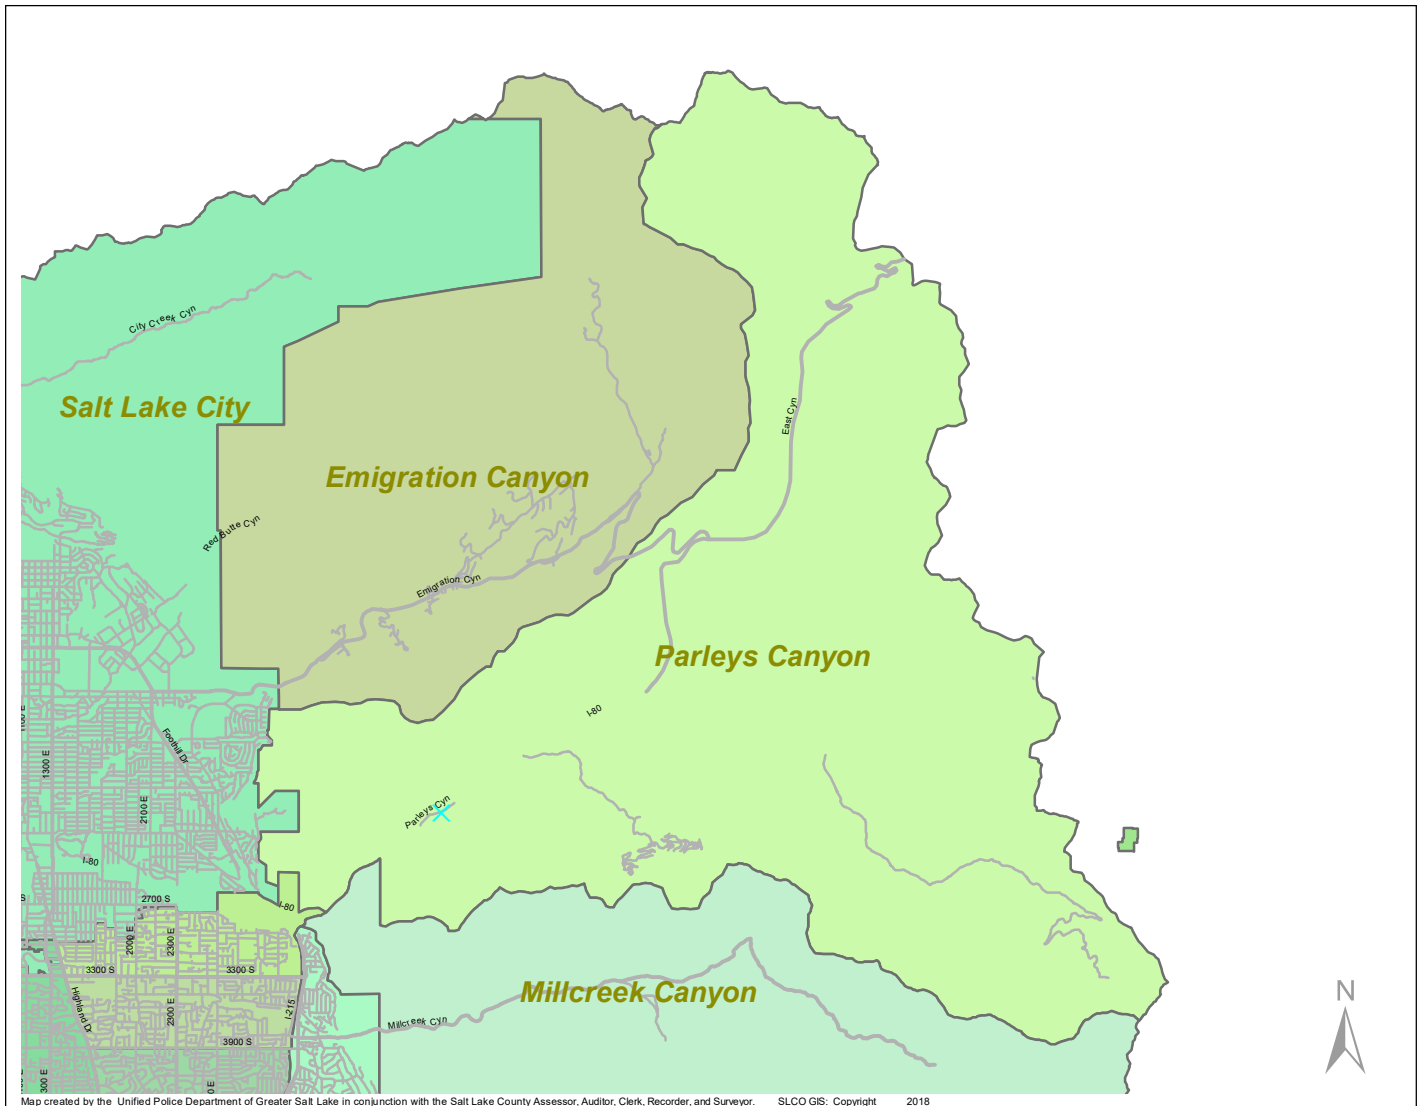 City Creek Cyn
Salt Lake City
East Cyn
Emigration Canyon
Red Butte Cyn
Emigration Cyn
Parleys Canyon
I-80
Foothill Dr
1300 E
2100 E
Parleys Cyn
I-80
2700 S
S
I-80
2000 E
2300 E
3300 S
3300 S
Millcreek Canyon
Highland Dr
2300 E
I-215
Millcreek Cyn
3900 S
N
300 E
E
Map created by the Unified Police Department of Greater Salt Lake in conjunction with the Salt Lake County Assessor, Auditor, Clerk, Recorder, and Surveyor. SLCO GIS: Copyright 2018